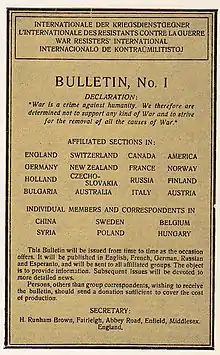 INTERNATIONALE DER KRIEGSDIENSTGEGNER
L'INTERNATIONALE DES RESISTANTS CONTRE LA GUERRE
WAR RESISTERS' INTERNATIONAL
INTERNACIONALO DE KONTRAŬMILITISTOJ
BULLETIN, No. I
DECLARATION:
"War is a crime against humanity. We therefore are
determined not to support any kind of War and to strive
for the removal of all the causes of War."
AFFILIATED SECTIONS IN:
ENGLAND SWITZERLAND CANADA AMERICA
GERMANY NEW ZEALAND FRANCE NORWAY
HOLLAND CZECHO-SLOVAKIA RUSSIA FINLAND
BULGARIA AUSTRALIA ITALY AUSTRIA
INDIVIDUAL MEMBERS AND CORRESPONDENTS IN
CHINA SWEDEN BELGIUM
SYRIA POLAND HUNGARY
This Bulletin will be issued from time to time as the occasion
offers. It will be published in English, French, German, Russian
and Esperanto, and will be sent to all affiliated groups. The object
is to provide information. Subsequent issues will be devoted to
more detailed news.
Persons, others than group correspondents, wishing to
receive the bulletin, should send a donation sufficient to cover the cost
of production.
SECRETARY:
H. Runham Brown, Fairleigh, Abbey Road, Enfield, Middlesex.
England.